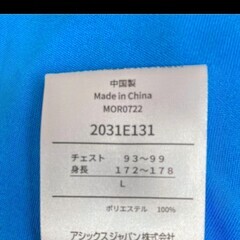 中国製
Made in China
MOR0722
2031E131
チェスト 93~99
身長 172~178
L
ポリエステル 100%
アシックスジャパン株式会社